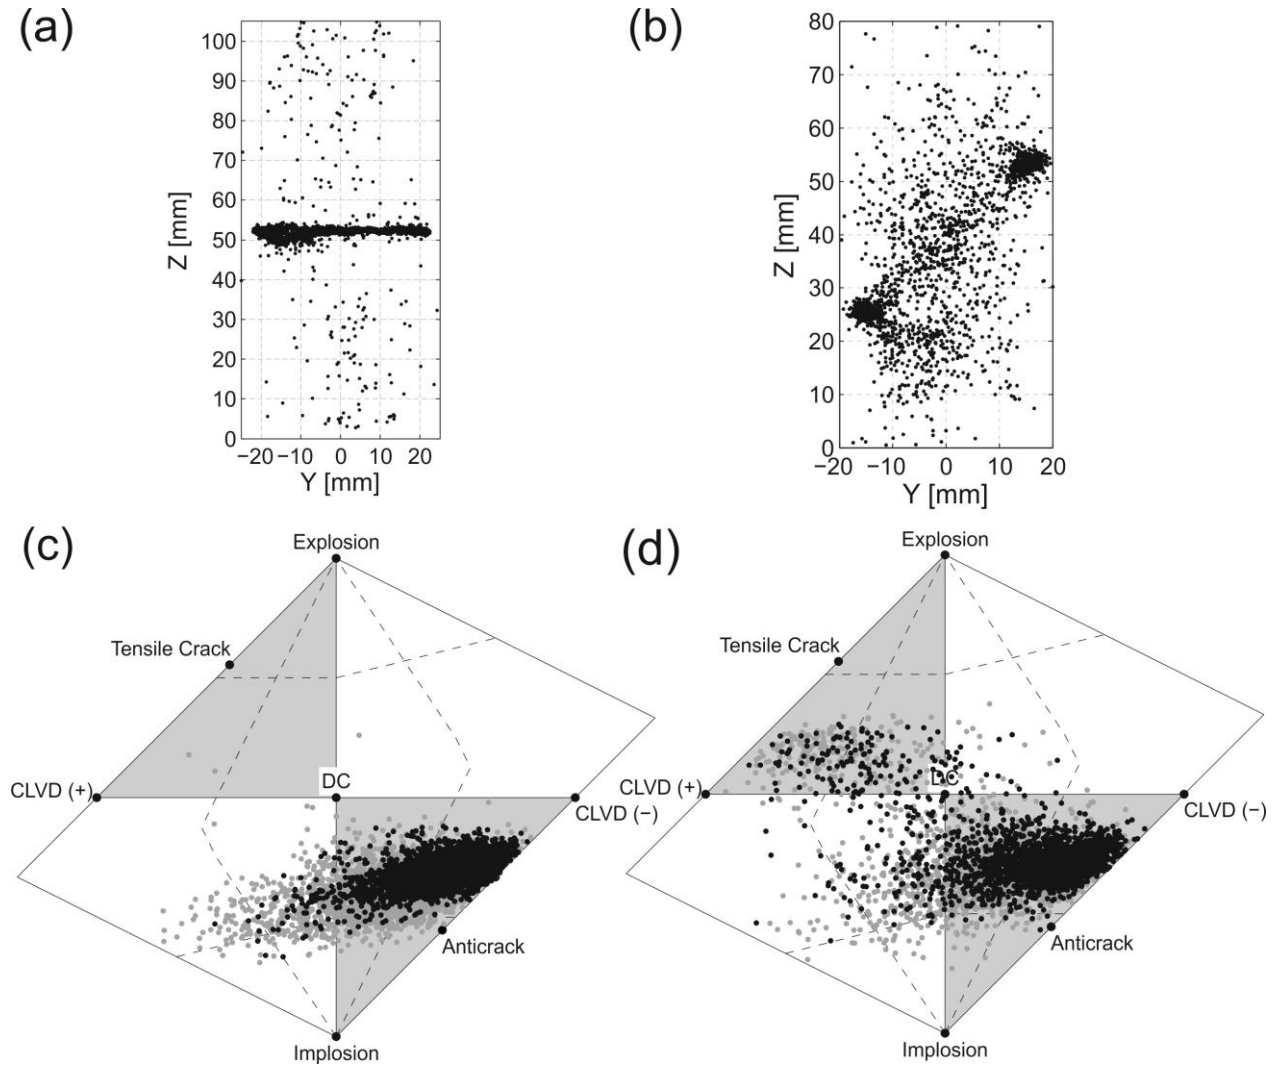 (a)
100
90
80
70
60
50
40
30
20
10
0
Z [mm]
−20 −10 0 10 20
Y [mm]
(b)
80
70
60
50
40
30
20
10
0
Z [mm]
−20 −10 0 10 20
Y [mm]
(c)
Explosion
Tensile Crack
CLVD (+)
DC
CLVD (−)
Anticrack
Implosion
(d)
Explosion
Tensile Crack
CLVD (+)
DC
CLVD (−)
Anticrack
Implosion